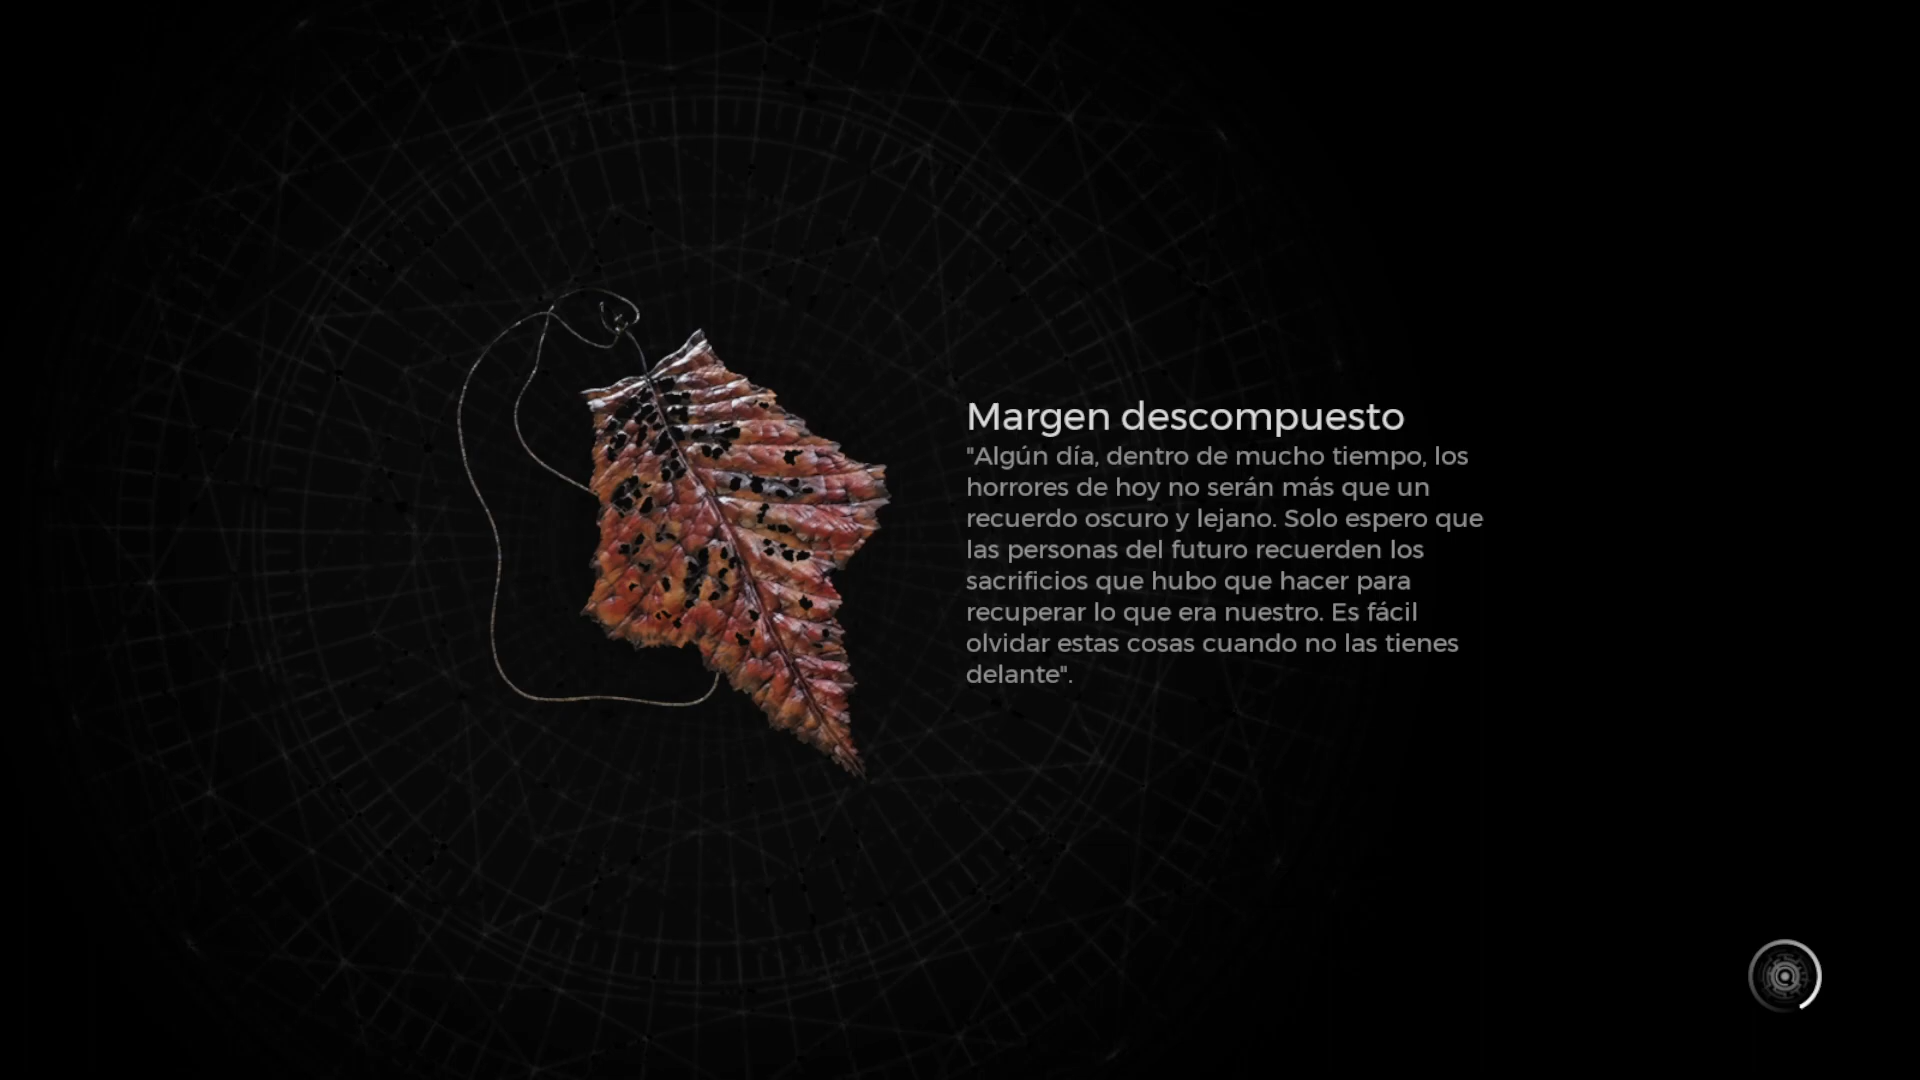 Margen descompuesto
"Algún día, dentro de mucho tiempo, los
horrores de hoy no serán más que un
recuerdo oscuro y lejano. Solo espero que
las personas del futuro recuerden los
sacrificios que hubo que hacer para
recuperar lo que era nuestro. Es fácil
olvidar estas cosas cuando no las tienes
delante".